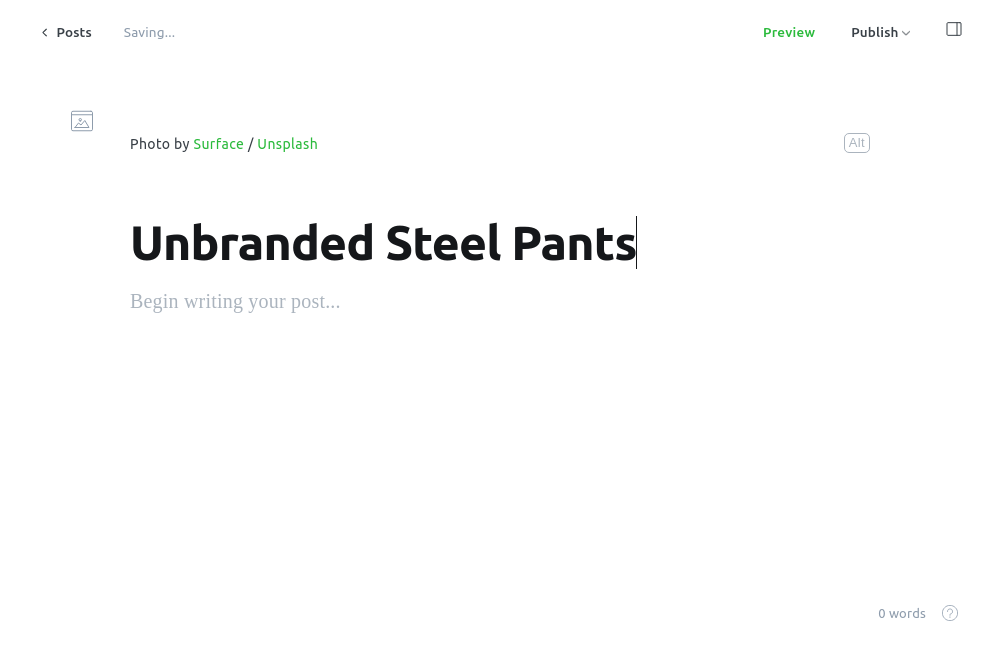 Posts
Saving...
Preview
Publish
Photo by Surface / Unsplash
Alt
Unbranded Steel Pants
Begin writing your post...
0 words
?